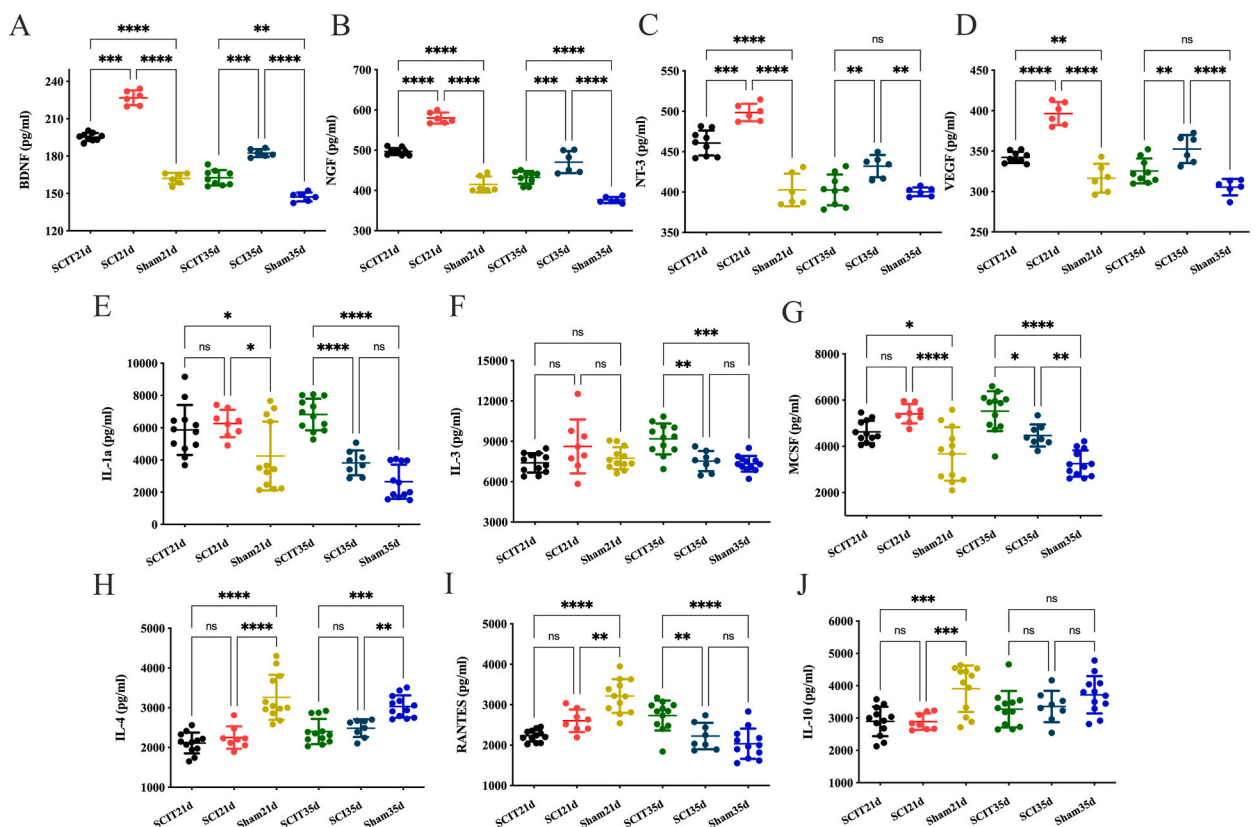 A
BDNF (pg/ml)
**** **
*** **** *** ****
240
210
180
150
120
SCIT21d SCI21d Sham21d SCIT35d SCI35d Sham35d
B
NGF (pg/ml)
**** ****
**** **** *** ****
700
600
500
400
300
SCIT21d SCI21d Sham21d SCIT35d SCI35d Sham35d
C
NT-3 (pg/ml)
**** ns
*** **** ** **
550
500
450
400
350
SCIT21d SCI21d Sham21d SCIT35d SCI35d Sham35d
D
VEGF (pg/ml)
** ns
**** **** ** ****
450
400
350
300
250
SCIT21d SCI21d Sham21d SCIT35d SCI35d Sham35d
E
IL-1a (pg/ml)
* ****
ns * **** ns
10000
8000
6000
4000
2000
0
SCIT21d SCI21d Sham21d SCIT35d SCI35d Sham35d
F
IL-3 (pg/ml)
ns ***
ns ns ** ns
15000
12000
9000
6000
3000
SCIT21d SCI21d Sham21d SCIT35d SCI35d Sham35d
G
MCSF (pg/ml)
* ****
ns **** * **
8000
6000
4000
2000
SCIT21d SCI21d Sham21d SCIT35d SCI35d Sham35d
H
IL-4 (pg/ml)
**** ***
ns **** ns **
5000
4000
3000
2000
1000
SCIT21d SCI21d Sham21d SCIT35d SCI35d Sham35d
I
RANTES (pg/ml)
**** ****
ns ** ** ns
5000
4000
3000
2000
1000
SCIT21d SCI21d Sham21d SCIT35d SCI35d Sham35d
J
IL-10 (pg/ml)
*** ns
ns *** ns ns
6000
5000
4000
3000
2000
1000
SCIT21d SCI21d Sham21d SCIT35d SCI35d Sham35d